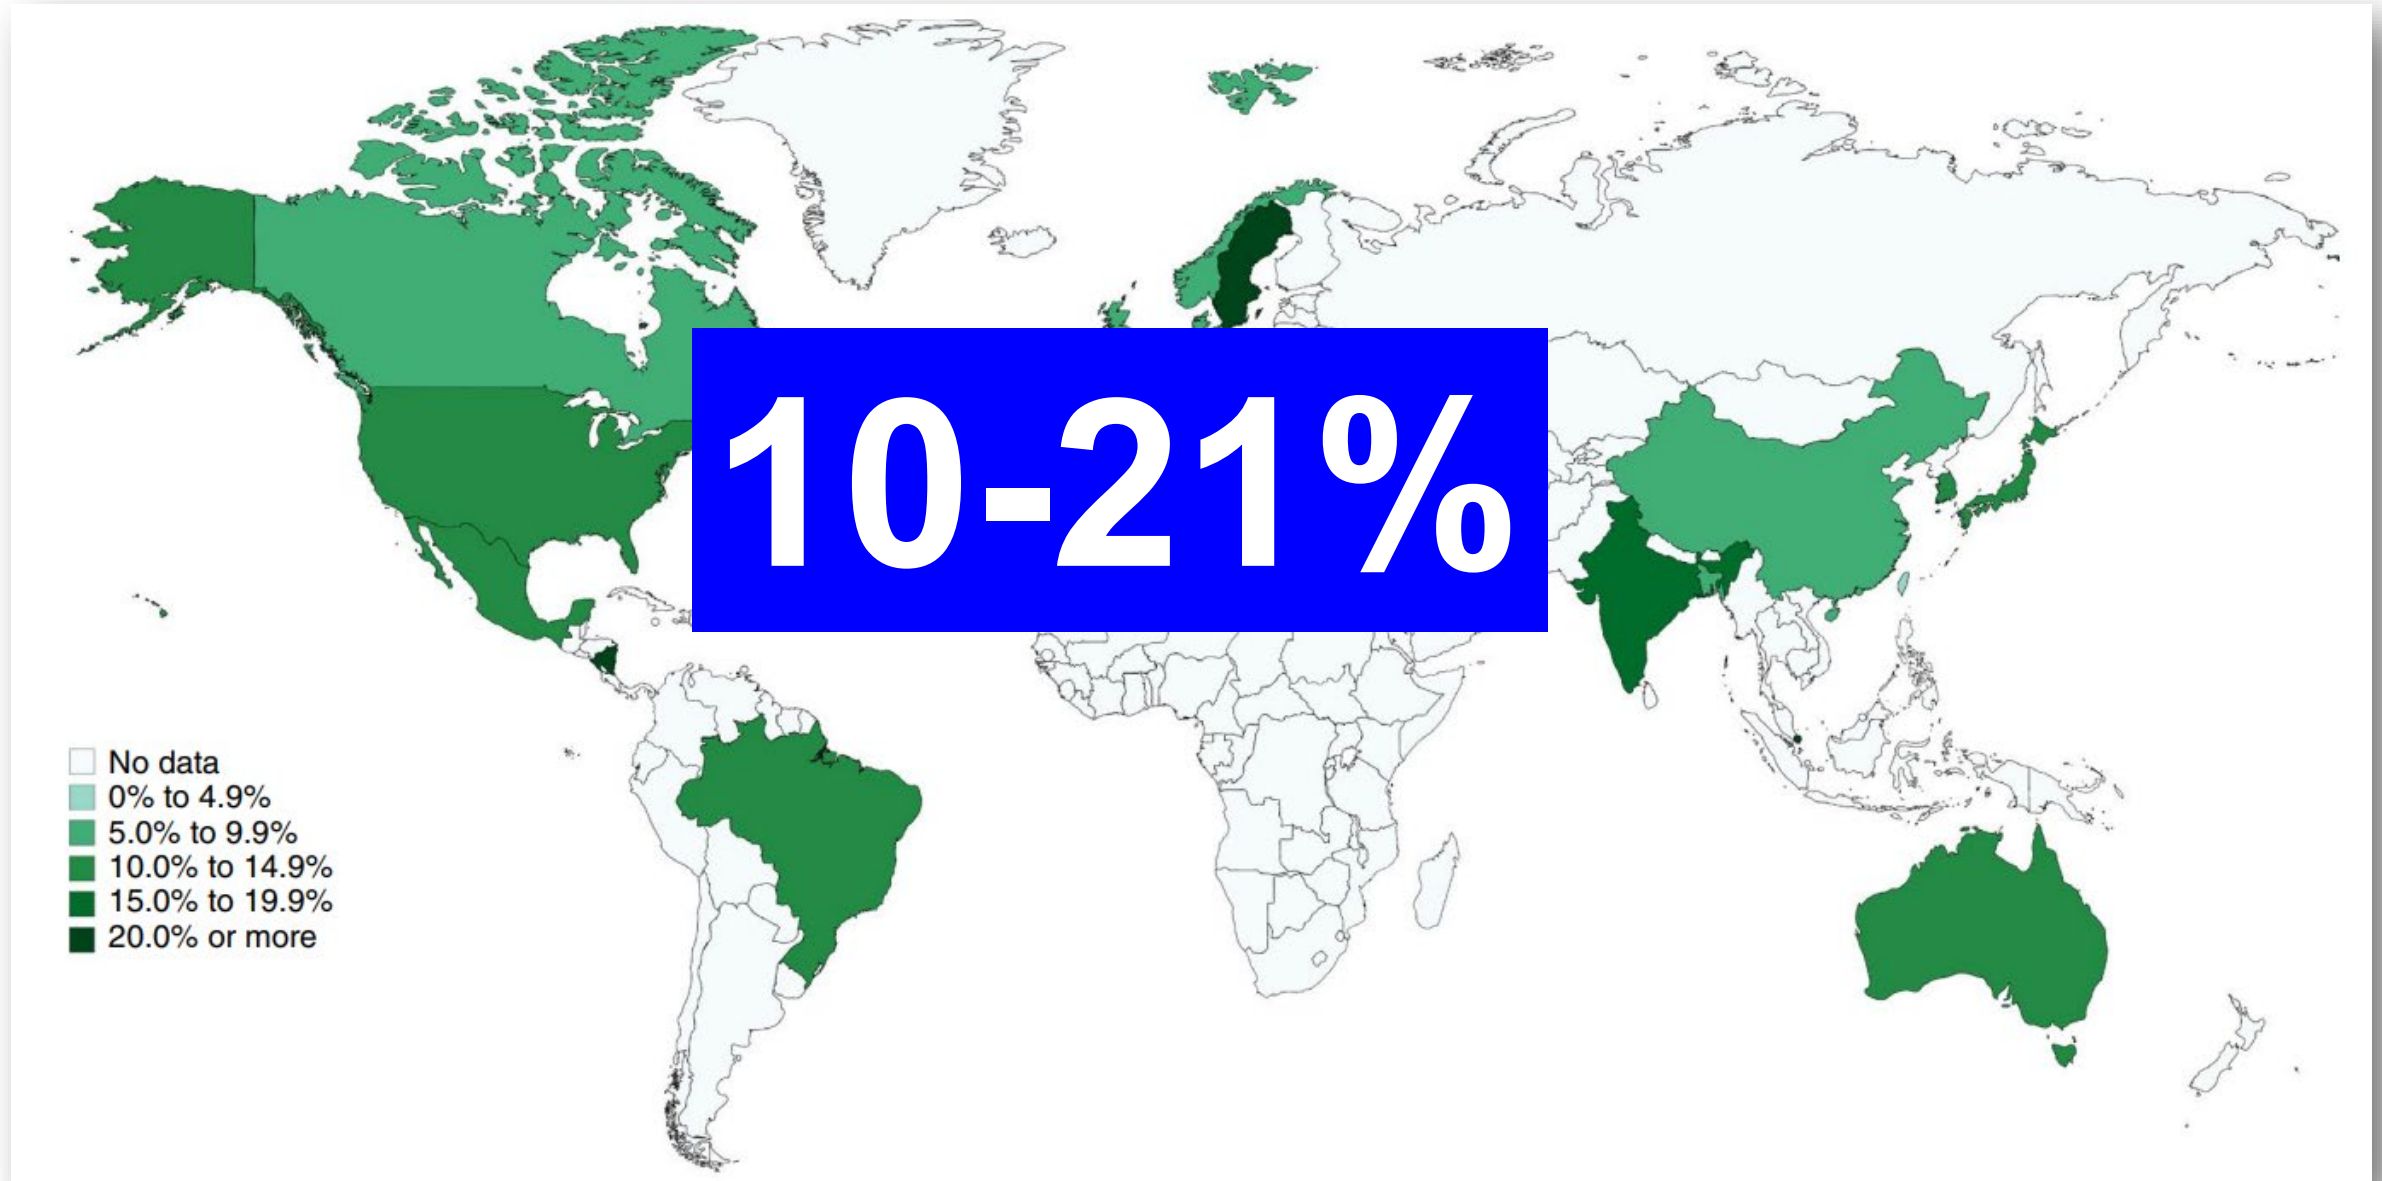 10-21%
No data
0% to 4.9%
5.0% to 9.9%
10.0% to 14.9%
15.0% to 19.9%
20.0% or more